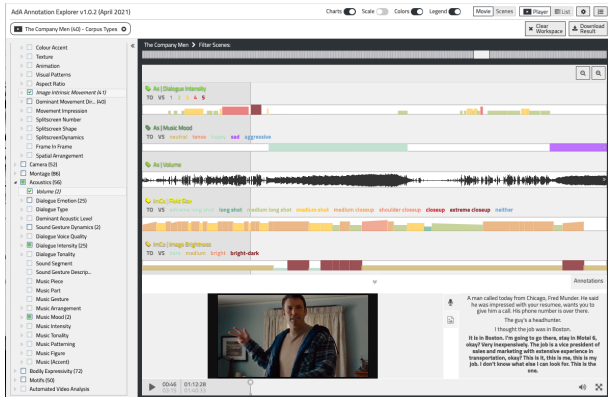 AdA Annotation Explorer v1.0.2 (April 2021)
Charts Scale Colors Legend Movie Scenes Player List
The Company Men (40) - Corpus Types
Clear Workspace
Download Result
Colour Accent
Texture
Animation
Visual Patterns
Aspect Ratio
Image Intrinsic Movement (41)
Dominant Movement Dir... (40)
Movement Impression
Splitscreen Number
Splitscreen Shape
SplitscreenDynamics
Frame In Frame
Spatial Arrangement
Camera (52)
Montage (86)
Acoustics (56)
Volume (2)
Dialogue Emotion (25)
Dialogue Type
Dominant Acoustic Level
Sound Gesture Dynamics (2)
Dialogue Voice Quality
Dialogue Intensity (25)
Dialogue Tonality
Sound Segment
Sound Gesture Descrip...
Music Piece
Music Part
Music Gesture
Music Arrangement
Music Mood (2)
Music Intensity
Music Tonality
Music Patterning
Music Figure
Music (Accent)
Bodily Expressivity (72)
Motifs (50)
Automated Video Analysis
The Company Men > Filter Scenes:
As | Dialogue Intensity
TO VS 1 2 3 4 5
As | Music Mood
TO VS neutral tense happy sad aggressive
As | Volume
InCo | Field Size
TO VS long shot medium long shot medium shot medium closeup shoulder closeup closeup extreme closeup neither
InCo | Image Brightness
TO VS dark medium bright bright-dark
Annotations
A man called today from Chicago, Fred Munder. He said
he was impressed with your resumee, wants you to
give him a call. His phone number is over there.
The guy's a headhunter.
I thought the job was in Boston.
It is in Boston. I'm going to go there, stay in Motel 6,
okay? Very inexpensively. The job is a vice president of
sales and marketing with extensive experience in
transportation, okay? This is it, this is me, this is my
job. I don't know what else i can look for. This is the
one.
00:46 01:12:28